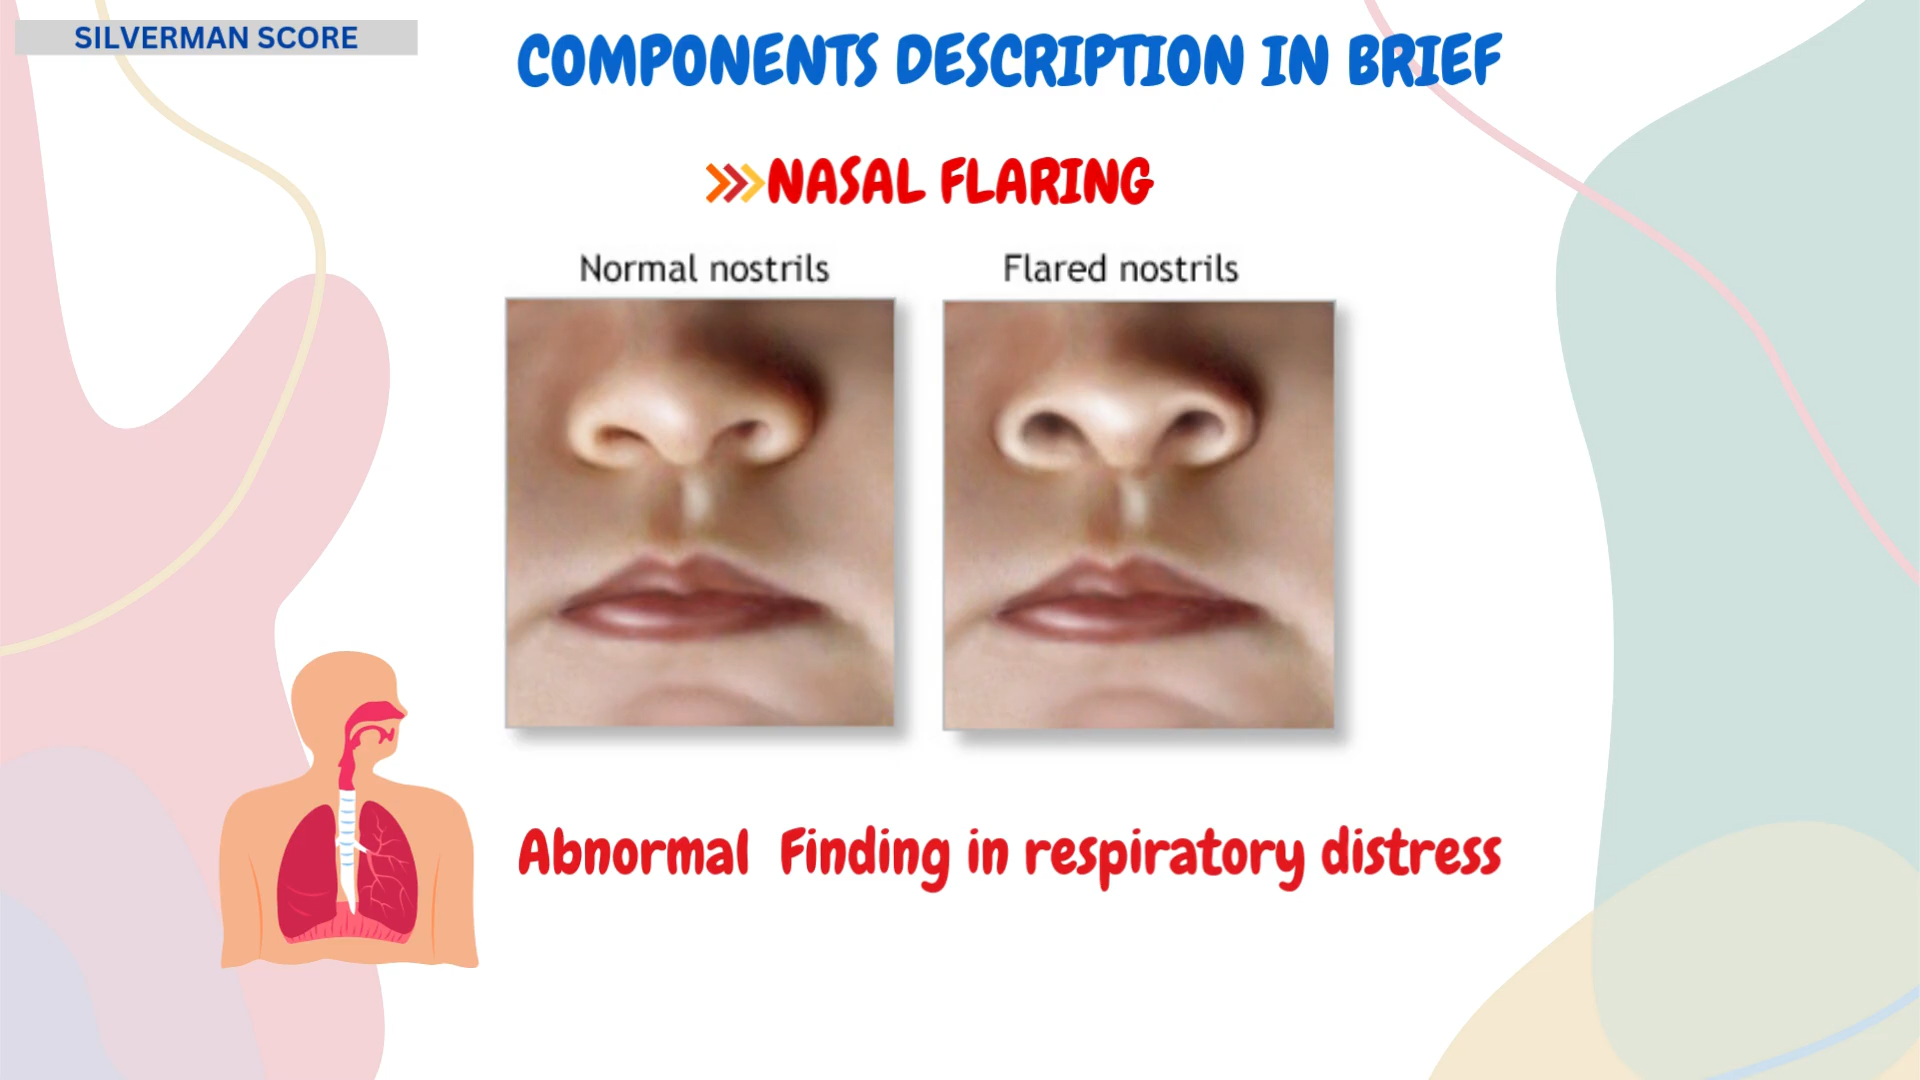 SILVERMAN SCORE
COMPONENTS DESCRIPTION IN BRIEF
NASAL FLARING
Normal nostrils
Flared nostrils
Abnormal Finding in respiratory distress